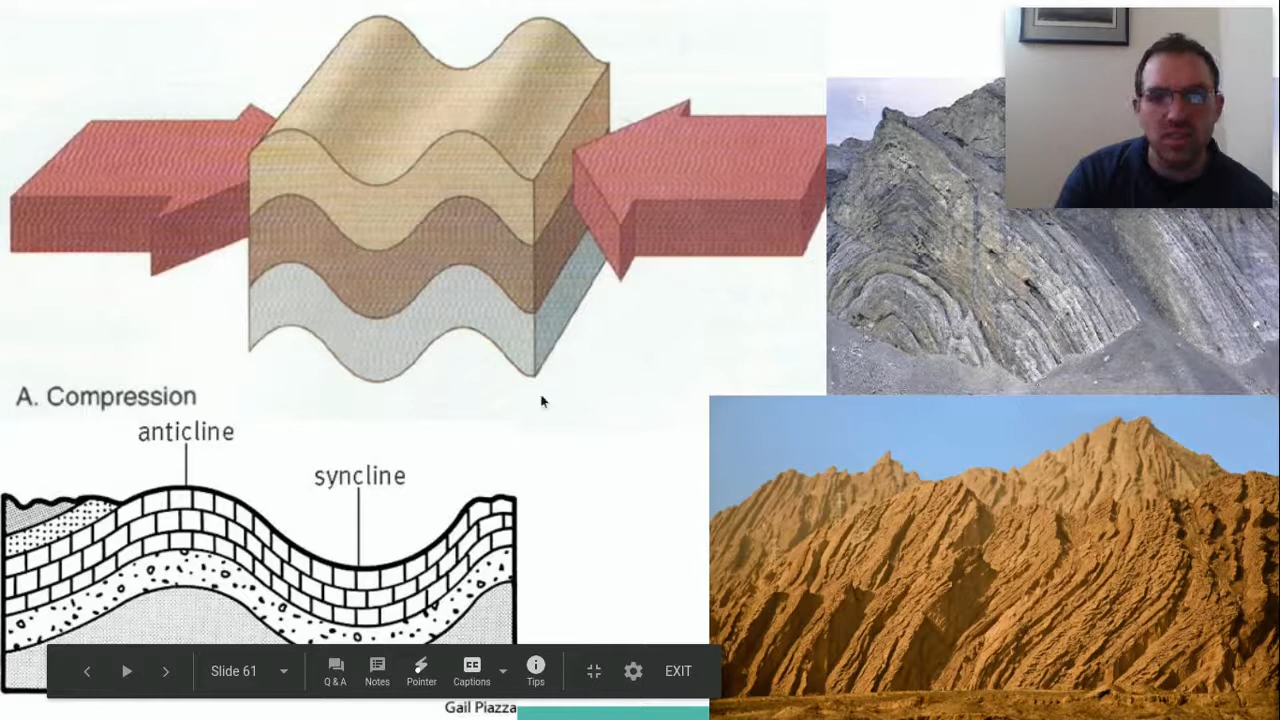 A. Compression
anticline
syncline
Slide 61
Q & A
Notes
Pointer
Captions
Tips
EXIT
Gail Piazza